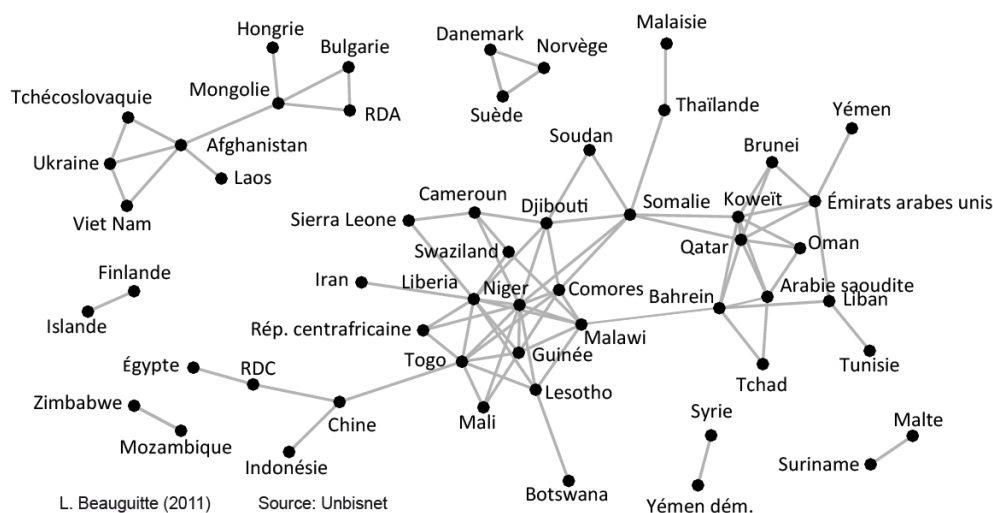 Hongrie
Bulgarie
Danemark
Norvège
Malaisie
Tchécoslovaquie
Mongolie
RDA
Suède
Thaïlande
Yémen
Ukraine
Afghanistan
Laos
Soudan
Brunei
Viet Nam
Cameroun
Sierra Leone
Djibouti
Somalie
Koweït
Émirats arabes unis
Swaziland
Qatar
Oman
Finlande
Iran
Liberia
Niger
Comores
Bahrein
Arabie saoudite
Liban
Islande
Rép. centrafricaine
Malawi
Égypte
RDC
Togo
Guinée
Tunisie
Tchad
Zimbabwe
Lesotho
Mozambique
Chine
Mali
Syrie
Malte
Indonésie
Suriname
Botswana
Yémen dém.
L. Beauguitte (2011) Source: Unbisnet